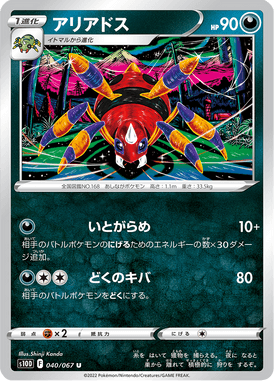 1進化
アリアドス
HP90
イトマルから進化
全国図鑑NO.168 あしながポケモン 高さ:1.1m 重さ:33.5kg
いとがらめ 10+
相手のバトルポケモンのにげるためのエネルギーの数×30ダメー
ジ追加。
どくのキバ 80
相手のバトルポケモンをどくにする。
弱点 ×2 抵抗力 にげる
Illus.Shinji Kanda
s10D F 040/067 U
©2022 Pokémon/Nintendo/Creatures/GAME FREAK.